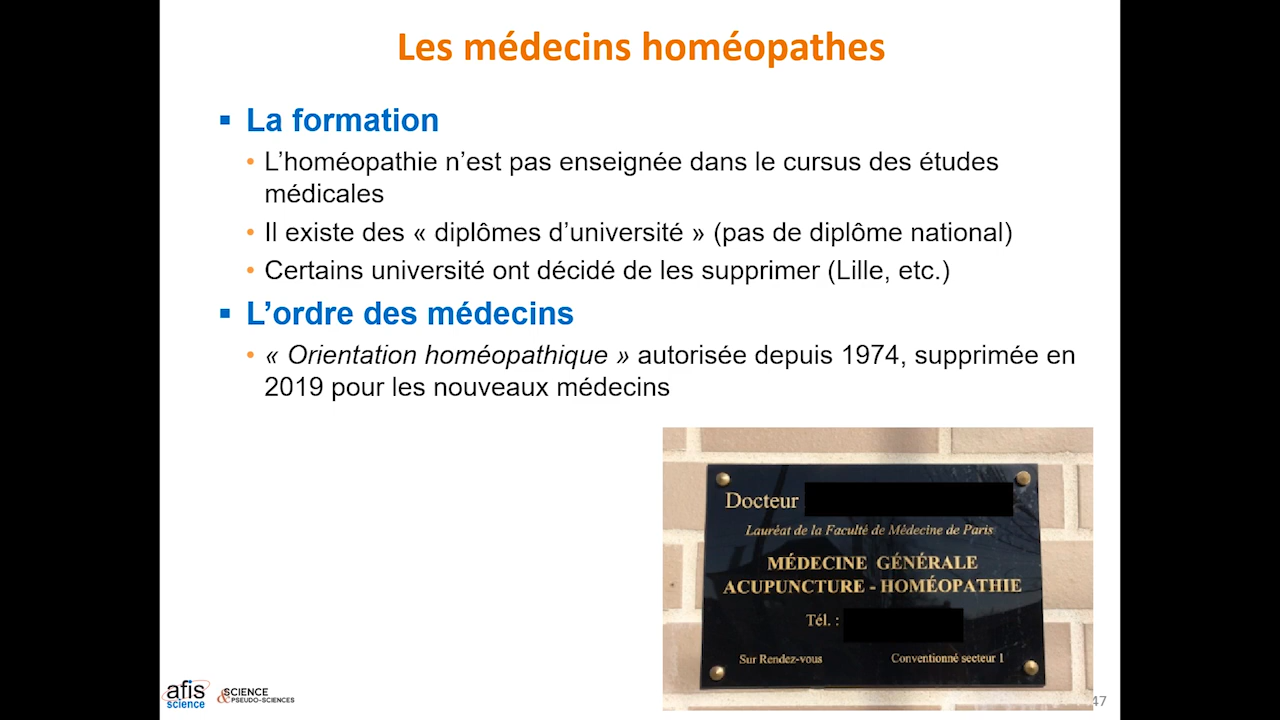 Les médecins homéopathes
▪ La formation
• L’homéopathie n’est pas enseignée dans le cursus des études
médicales
• Il existe des « diplômes d’université » (pas de diplôme national)
• Certains université ont décidé de les supprimer (Lille, etc.)
▪ L’ordre des médecins
• « Orientation homéopathique » autorisée depuis 1974, supprimée en
2019 pour les nouveaux médecins
Docteur
Lauréat de la Faculté de Médecine de Paris
MÉDECINE GÉNÉRALE
ACUPUNCTURE - HOMÉOPATHIE
Tél. :
Sur Rendez-vous Conventionné secteur 1
afis
science
SCIENCE
& PSEUDO-SCIENCES
47